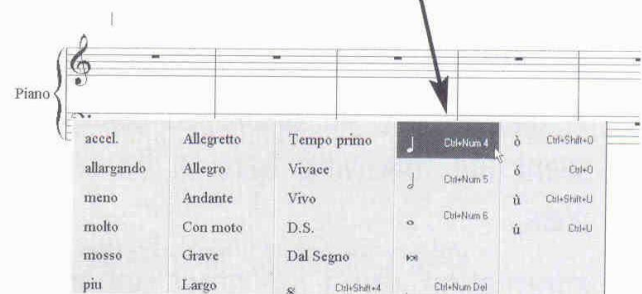 Piano
accel. Allegretto Tempo primo Ctrl+Num 4 ò Ctrl+Shift+O
allargando Allegro Vivace Ctrl+Num 5 ó Ctrl+O
meno Andante Vivo Ctrl+Num 6 ù Ctrl+Shift+U
molto Con moto D.S. ú Ctrl+U
mosso Grave Dal Segno
piu Largo Ctrl+Shift+4 Ctrl+Num Del